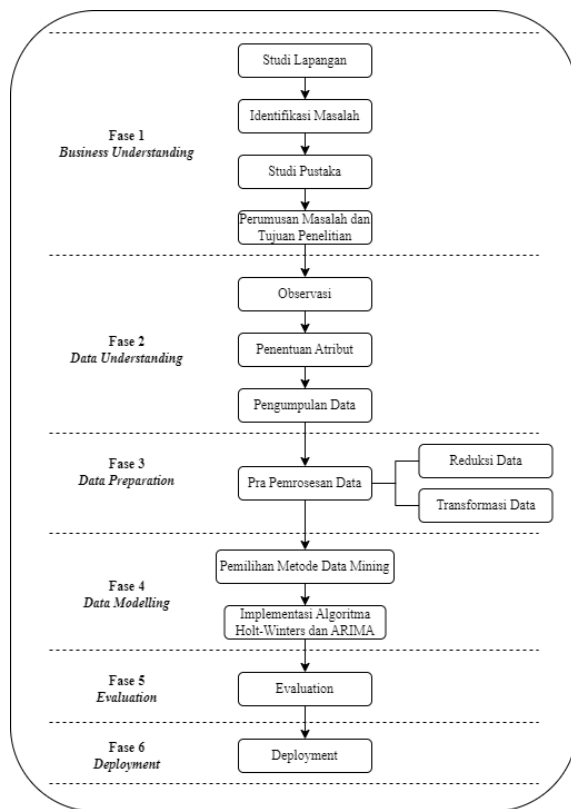 Studi Lapangan
Identifikasi Masalah
Fase 1
Business Understanding
Studi Pustaka
Perumusan Masalah dan
Tujuan Penelitian
Observasi
Fase 2
Data Understanding
Penentuan Atribut
Pengumpulan Data
Fase 3
Data Preparation
Pra Pemrosesan Data
Reduksi Data
Transformasi Data
Pemilihan Metode Data Mining
Fase 4
Data Modelling
Implementasi Algoritma
Holt-Winters dan ARIMA
Fase 5
Evaluation
Evaluation
Fase 6
Deployment
Deployment